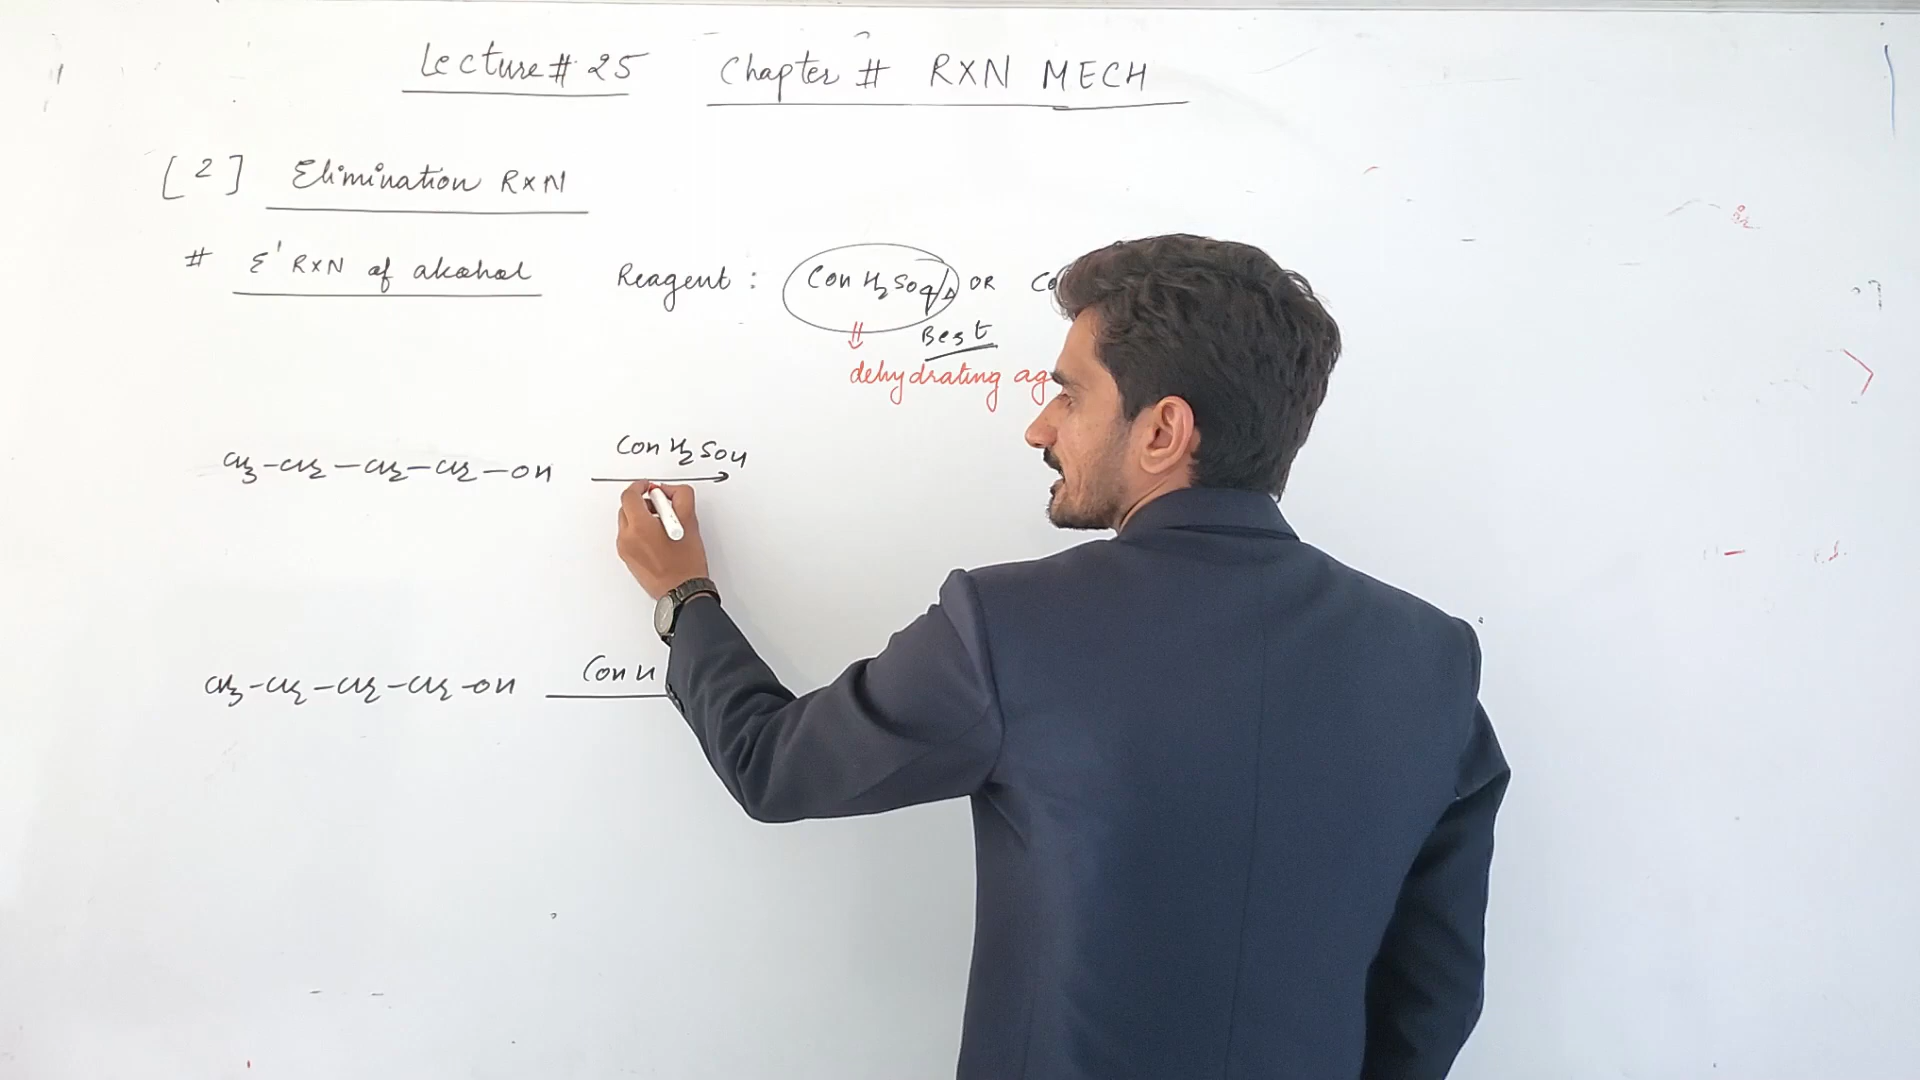 Lecture # 25 Chapter # RXN MECH
[2] Elimination RXN
# E' RXN of alcohol Reagent : Con H2SO4/Δ OR Co
Best
dehydrating ag
CH3-CH2-CH2-CH2-OH Con H2SO4
CH3-CH2-CH2-CH2-OH Con H